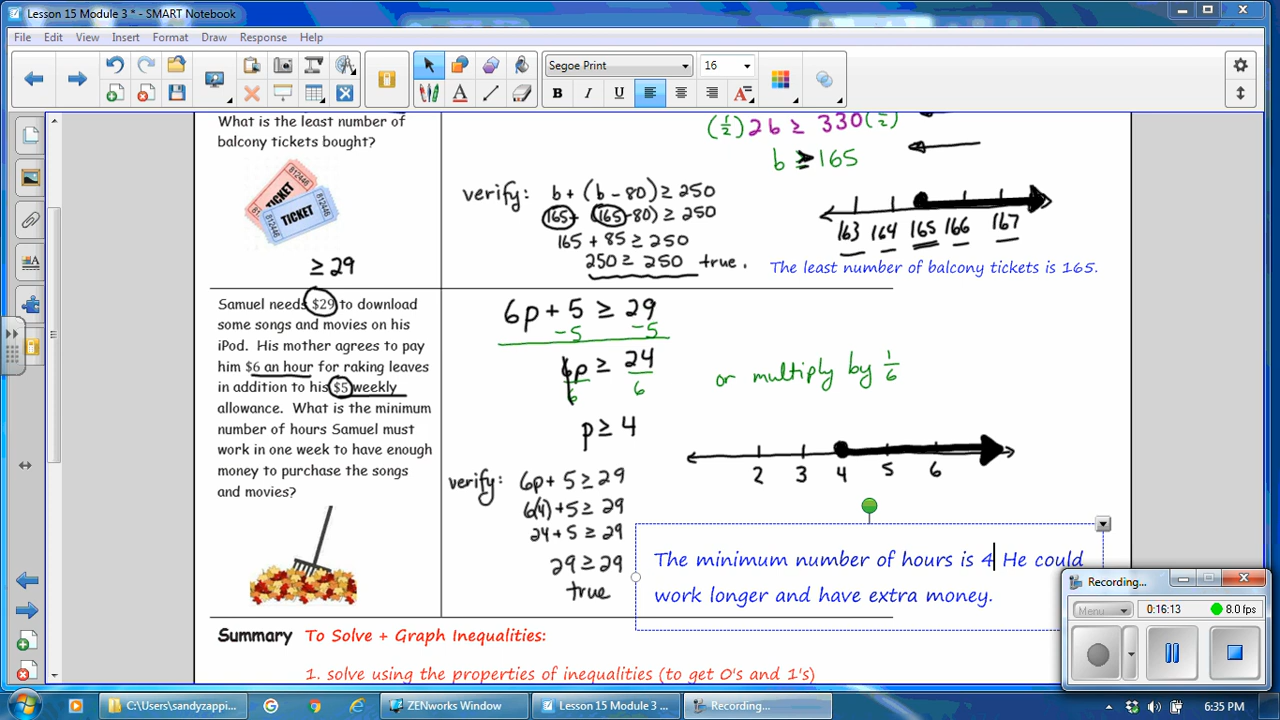 Lesson 15 Module 3 * - SMART Notebook
File Edit View Insert Format Draw Response Help
Segoe Print 16
B I U
What is the least number of
balcony tickets bought?
812446 TICKET 812446
812446 TICKET 812446
≥ 29
(1/2) 2b ≥ 330 (1/2)
b ≥ 165
verify: b + (b - 80) ≥ 250
165 + (165 - 80) ≥ 250
165 + 85 ≥ 250
250 ≥ 250 true.
163 164 165 166 167
The least number of balcony tickets is 165.
Samuel needs $29 to download
some songs and movies on his
iPod. His mother agrees to pay
him $6 an hour for raking leaves
in addition to his $5 weekly
allowance. What is the minimum
number of hours Samuel must
work in one week to have enough
money to purchase the songs
and movies?
6p + 5 ≥ 29
-5 -5
6p ≥ 24
6 6
p ≥ 4
or multiply by 1/6
2 3 4 5 6
verify: 6p + 5 ≥ 29
6(4) + 5 ≥ 29
24 + 5 ≥ 29
29 ≥ 29
true
The minimum number of hours is 4 He could
work longer and have extra money.
Summary To Solve + Graph Inequalities:
1. solve using the properties of inequalities (to get 0's and 1's)
Recording...
Menu 0:16:13 8.0 fps
C:\Users\sandyzappi... ZENworks Window Lesson 15 Module 3 ... Recording... 6:35 PM